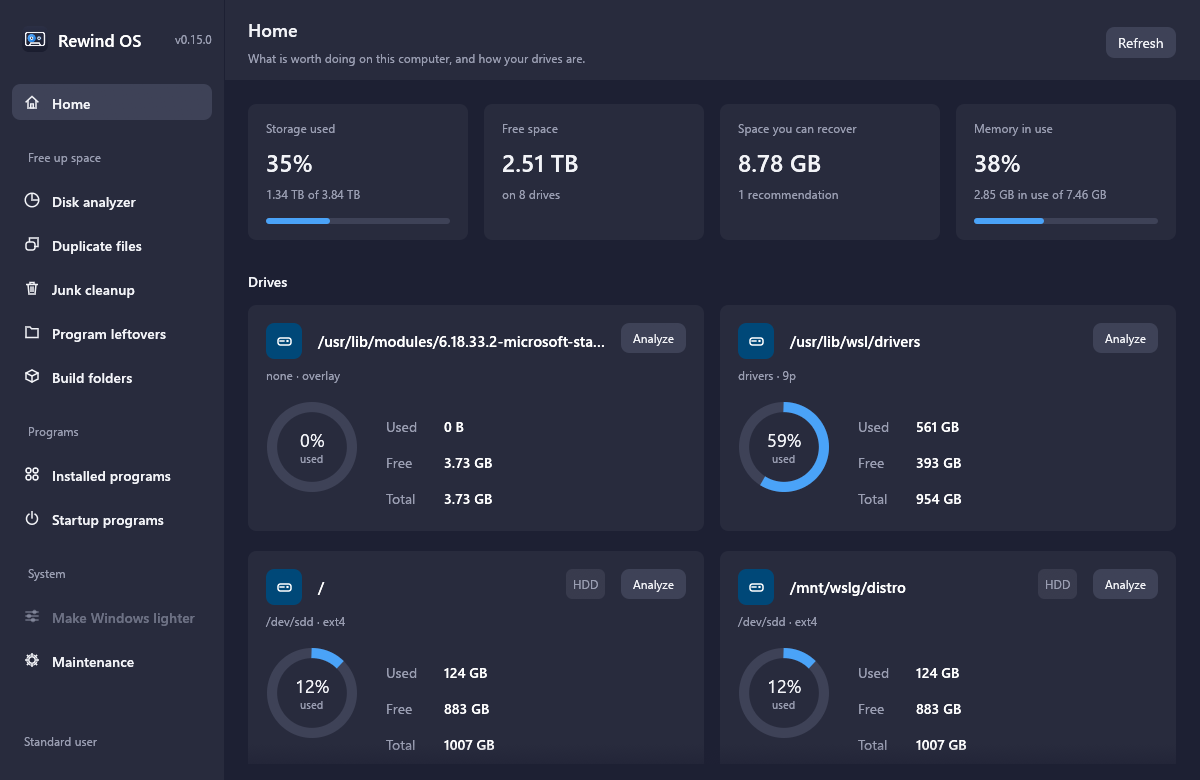 Rewind OS v0.15.0
Home
Free up space
Disk analyzer
Duplicate files
Junk cleanup
Program leftovers
Build folders
Programs
Installed programs
Startup programs
System
Make Windows lighter
Maintenance
Standard user
Home
What is worth doing on this computer, and how your drives are.
Refresh
Storage used
35%
1.34 TB of 3.84 TB
Free space
2.51 TB
on 8 drives
Space you can recover
8.78 GB
1 recommendation
Memory in use
38%
2.85 GB in use of 7.46 GB
Drives
/usr/lib/modules/6.18.33.2-microsoft-sta... Analyze
none · overlay
0%
used
Used 0 B
Free 3.73 GB
Total 3.73 GB
/usr/lib/wsl/drivers Analyze
drivers · 9p
59%
used
Used 561 GB
Free 393 GB
Total 954 GB
/ HDD Analyze
/dev/sdd · ext4
12%
used
Used 124 GB
Free 883 GB
Total 1007 GB
/mnt/wslg/distro HDD Analyze
/dev/sdd · ext4
12%
used
Used 124 GB
Free 883 GB
Total 1007 GB